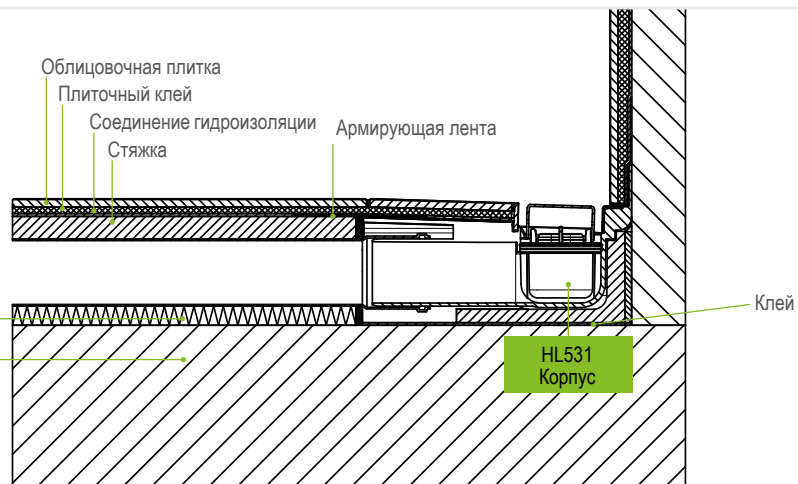 Облицовочная плитка
Плиточный клей
Соединение гидроизоляции
Стяжка
Армирующая лента
Клей
HL531
Корпус